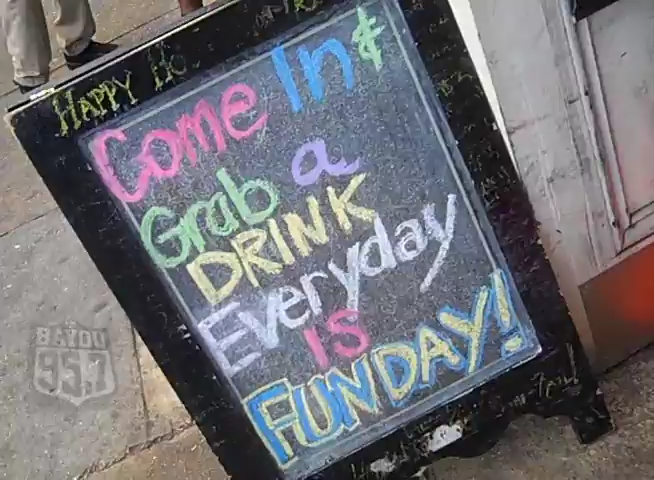 Happy Ho
Come In &
Grab a
DRINK
Everyday
IS
FUNDAY!
BAYOU
95.7